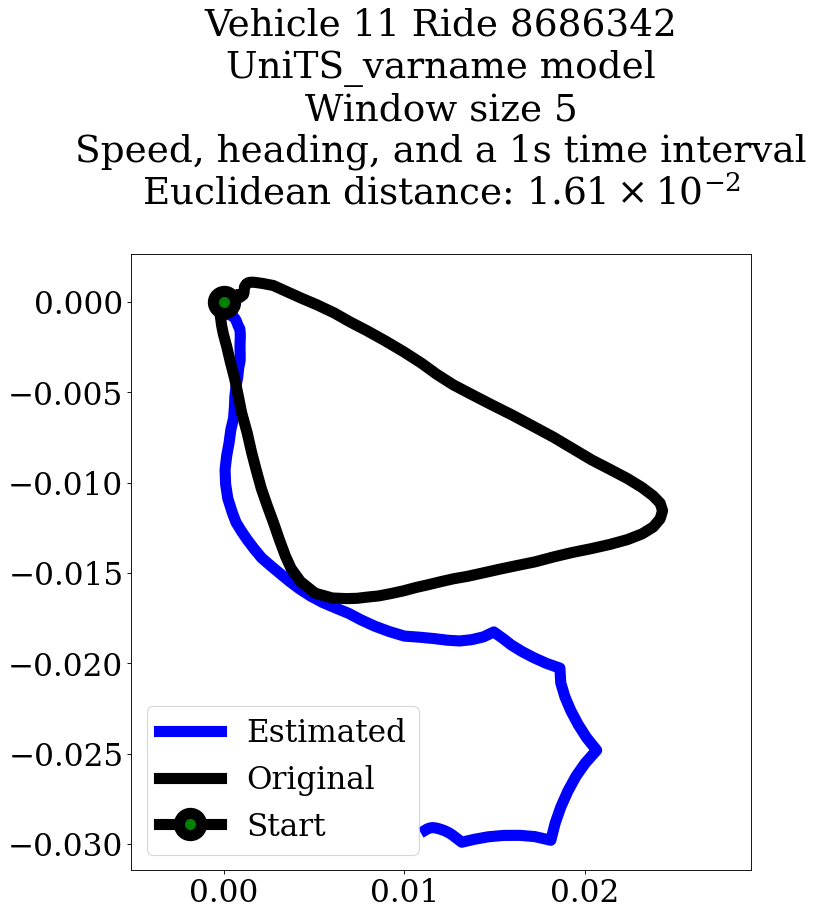 Vehicle 11 Ride 8686342
UniTS_varname model
Window size 5
Speed, heading, and a 1s time interval
Euclidean distance: 1.61 × 10⁻²
0.000
−0.005
−0.010
−0.015
−0.020
−0.025
−0.030
Estimated
Original
Start
0.00
0.01
0.02